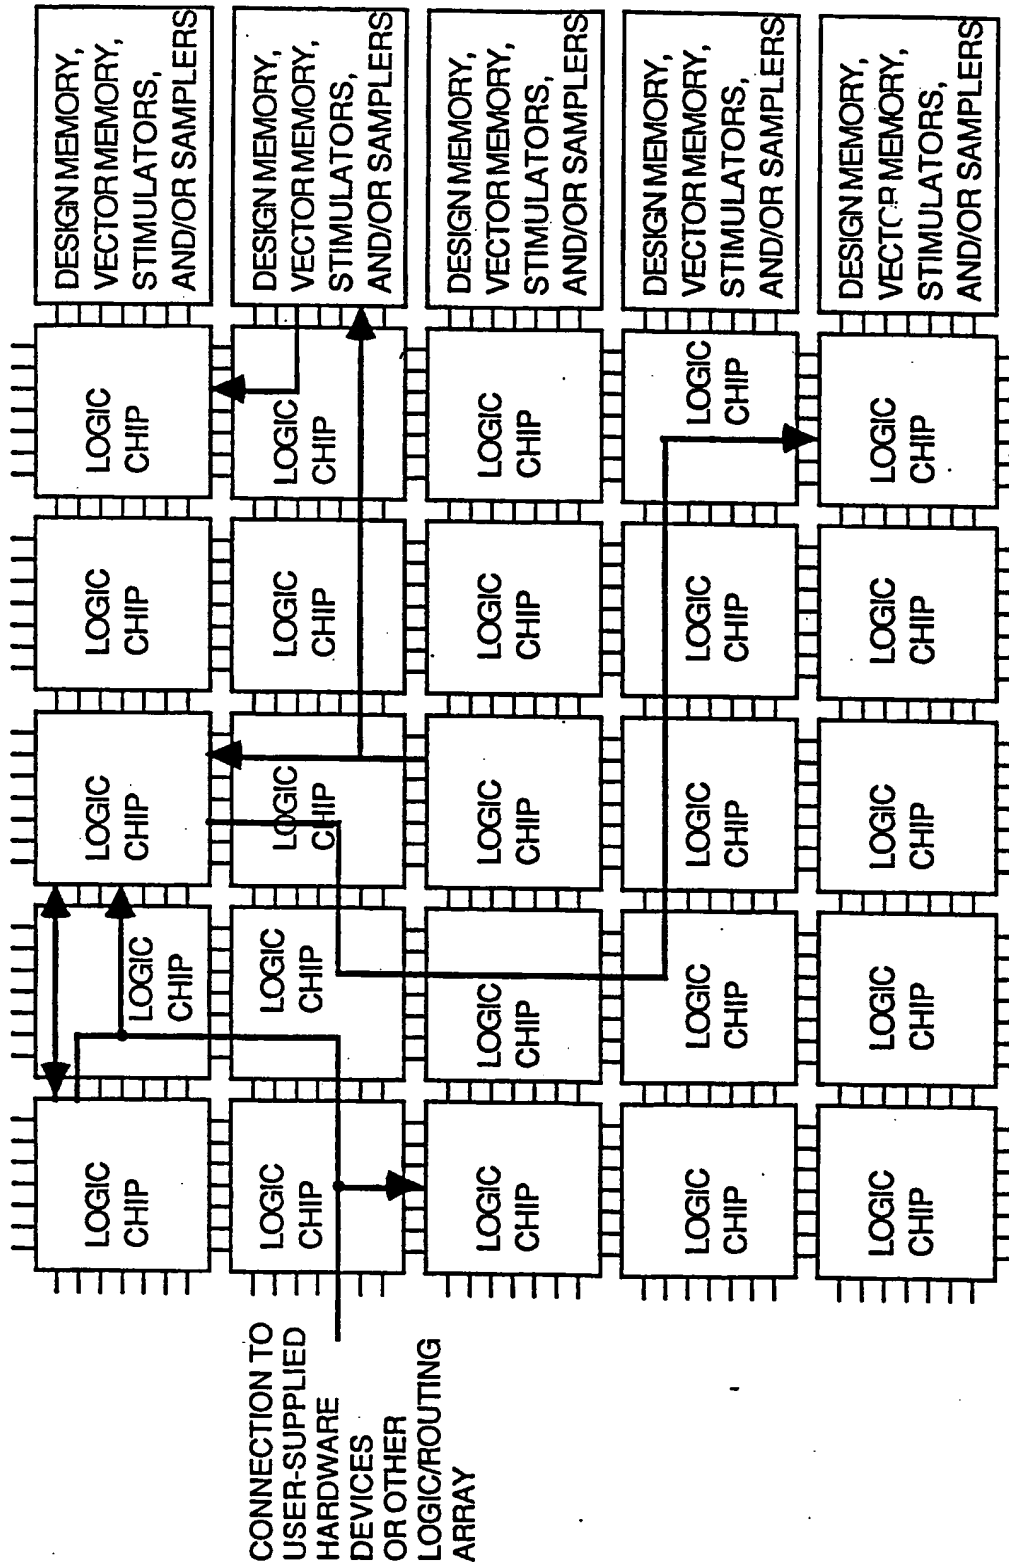 LOGIC
CHIP
LOGIC
CHIP
LOGIC
CHIP
LOGIC
CHIP
LOGIC
CHIP
DESIGN MEMORY,
VECTOR MEMORY,
STIMULATORS,
AND/OR SAMPLERS
CONNECTION TO
USER-SUPPLIED
HARDWARE
DEVICES
OR OTHER
LOGIC/ROUTING
ARRAY
LOGIC
CHIP
LOGIC
CHIP
LOGIC
CHIP
LOGIC
CHIP
LOGIC
CHIP
DESIGN MEMORY,
VECTOR MEMORY,
STIMULATORS,
AND/OR SAMPLERS
LOGIC
CHIP
LOGIC
CHIP
LOGIC
CHIP
LOGIC
CHIP
LOGIC
CHIP
DESIGN MEMORY,
VECTOR MEMORY,
STIMULATORS,
AND/OR SAMPLERS
LOGIC
CHIP
LOGIC
CHIP
LOGIC
CHIP
LOGIC
CHIP
LOGIC
CHIP
DESIGN MEMORY,
VECTOR MEMORY,
STIMULATORS,
AND/OR SAMPLERS
LOGIC
CHIP
LOGIC
CHIP
LOGIC
CHIP
LOGIC
CHIP
LOGIC
CHIP
DESIGN MEMORY,
VECTOR MEMORY,
STIMULATORS,
AND/OR SAMPLERS